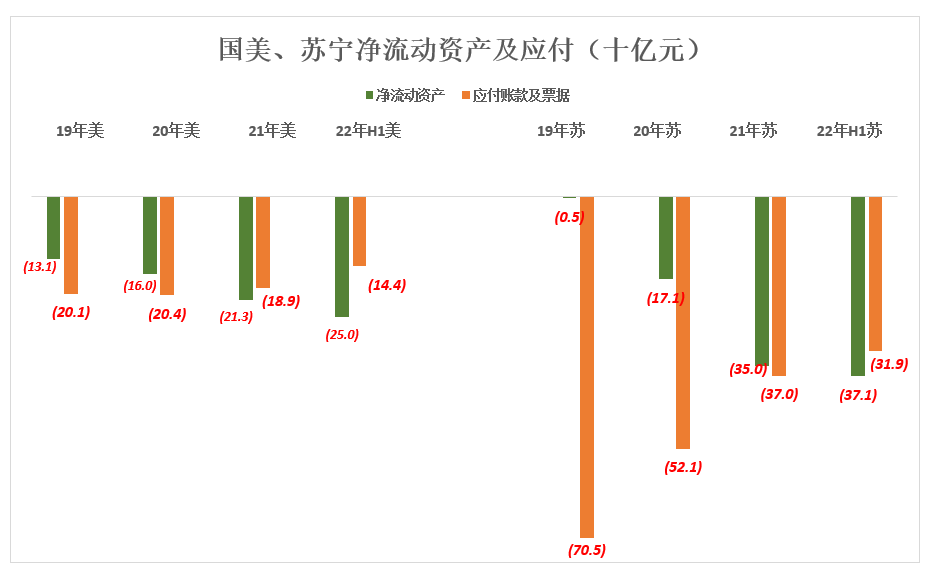 国美、苏宁净流动资产及应付（十亿元）
净流动资产 应付账款及票据
19年美 20年美 21年美 22年H1美 19年苏 20年苏 21年苏 22年H1苏
(0.5)
(13.1)
(16.0) (14.4)
(17.1)
(20.1) (20.4) (21.3) (18.9)
(25.0)
(35.0) (31.9)
(37.0) (37.1)
(52.1)
(70.5)